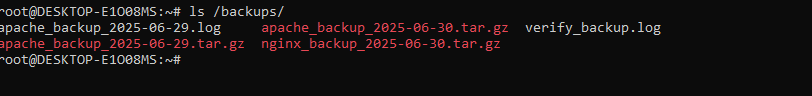 root@DESKTOP-E1O08MS:~# ls /backups/
apache_backup_2025-06-29.log apache_backup_2025-06-30.tar.gz verify_backup.log
apache_backup_2025-06-29.tar.gz nginx_backup_2025-06-30.tar.gz
root@DESKTOP-E1O08MS:~#